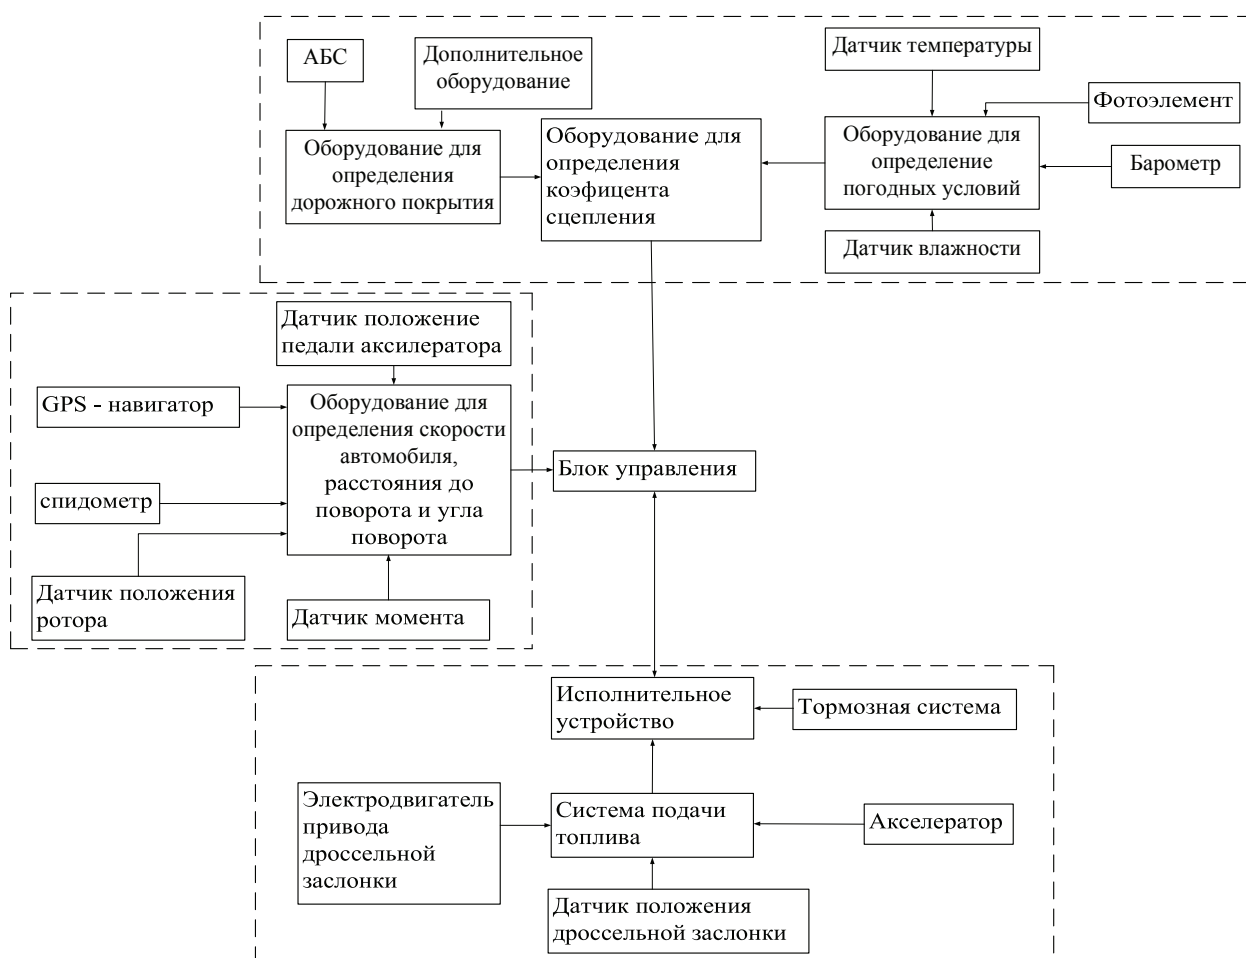 АБС
Дополнительное
оборудование
Датчик температуры
Фотоэлемент
Оборудование для
определения
дорожного покрытия
Оборудование для
определения
коэфицента
сцепления
Оборудование для
определение
погодных условий
Барометр
Датчик влажности
Датчик положение
педали аксилератора
GPS - навигатор
Оборудование для
определения скорости
автомобиля,
расстояния до
поворота и угла
поворота
Блок управления
спидометр
Датчик положения
ротора
Датчик момента
Исполнительное
устройство
Тормозная система
Электродвигатель
привода
дроссельной
заслонки
Система подачи
топлива
Акселератор
Датчик положения
дроссельной заслонки